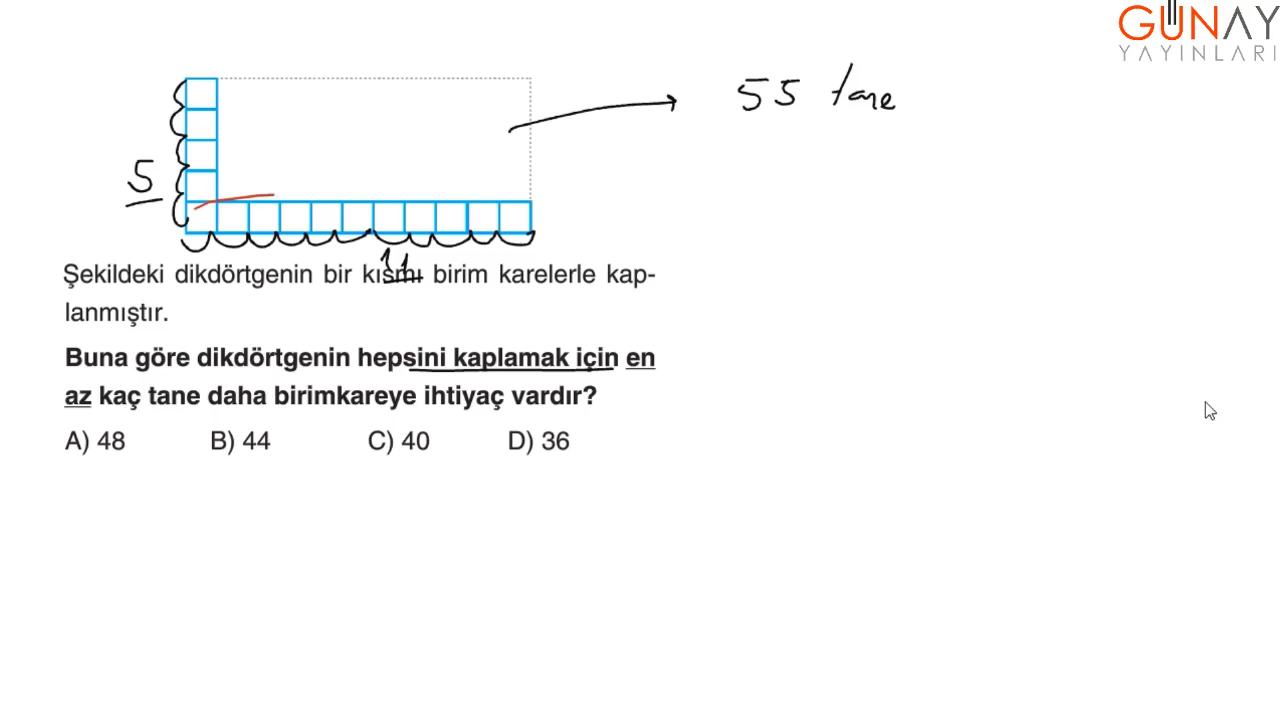 GÜNAY
YAYINLARI
55 tane
5
11
Şekildeki dikdörtgenin bir kısmı birim karelerle kap-
lanmıştır.
Buna göre dikdörtgenin hepsini kaplamak için en
az kaç tane daha birimkareye ihtiyaç vardır?
A) 48 B) 44 C) 40 D) 36